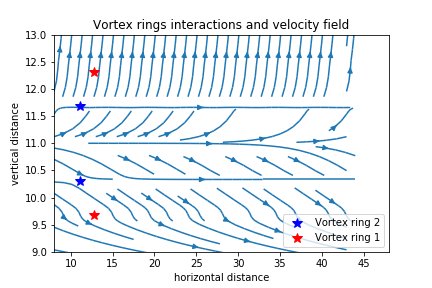 Vortex rings interactions and velocity field
vertical distance
13.0
12.5
12.0
11.5
11.0
10.5
10.0
9.5
9.0
Vortex ring 2
Vortex ring 1
10 15 20 25 30 35 40 45
horizontal distance